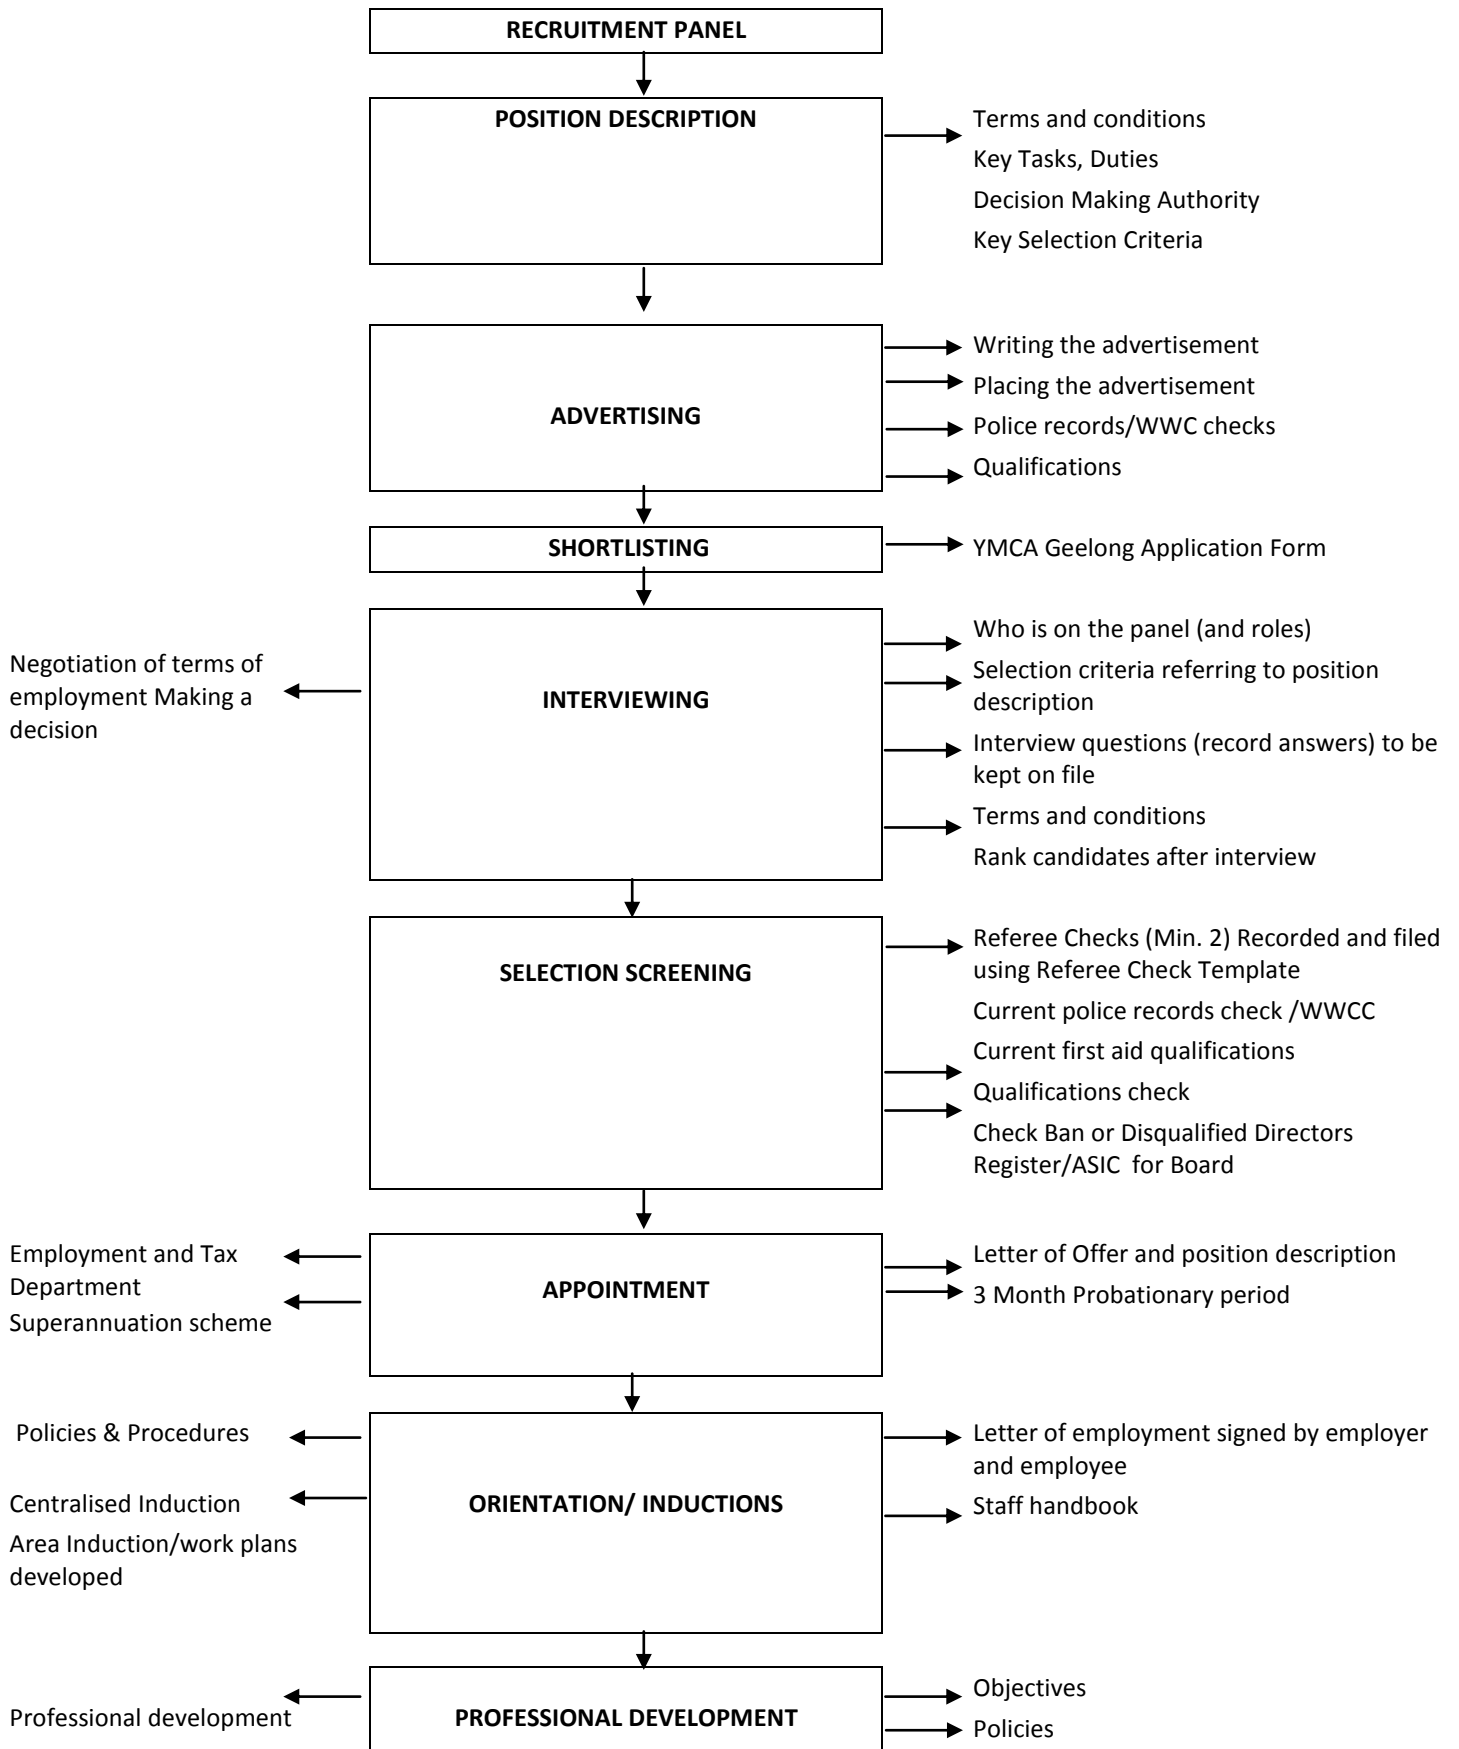 RECRUITMENT PANEL
POSITION DESCRIPTION
Terms and conditions
Key Tasks, Duties
Decision Making Authority
Key Selection Criteria
ADVERTISING
Writing the advertisement
Placing the advertisement
Police records/WWC checks
Qualifications
SHORTLISTING
YMCA Geelong Application Form
Negotiation of terms of
employment Making a
decision
INTERVIEWING
Who is on the panel (and roles)
Selection criteria referring to position
description
Interview questions (record answers) to be
kept on file
Terms and conditions
Rank candidates after interview
SELECTION SCREENING
Referee Checks (Min. 2) Recorded and filed
using Referee Check Template
Current police records check /WWCC
Current first aid qualifications
Qualifications check
Check Ban or Disqualified Directors
Register/ASIC  for Board
Employment and Tax
Department
Superannuation scheme
APPOINTMENT
Letter of Offer and position description
3 Month Probationary period
Policies & Procedures
Centralised Induction
Area Induction/work plans
developed
ORIENTATION/ INDUCTIONS
Letter of employment signed by employer
and employee
Staff handbook
Professional development
PROFESSIONAL DEVELOPMENT
Objectives
Policies